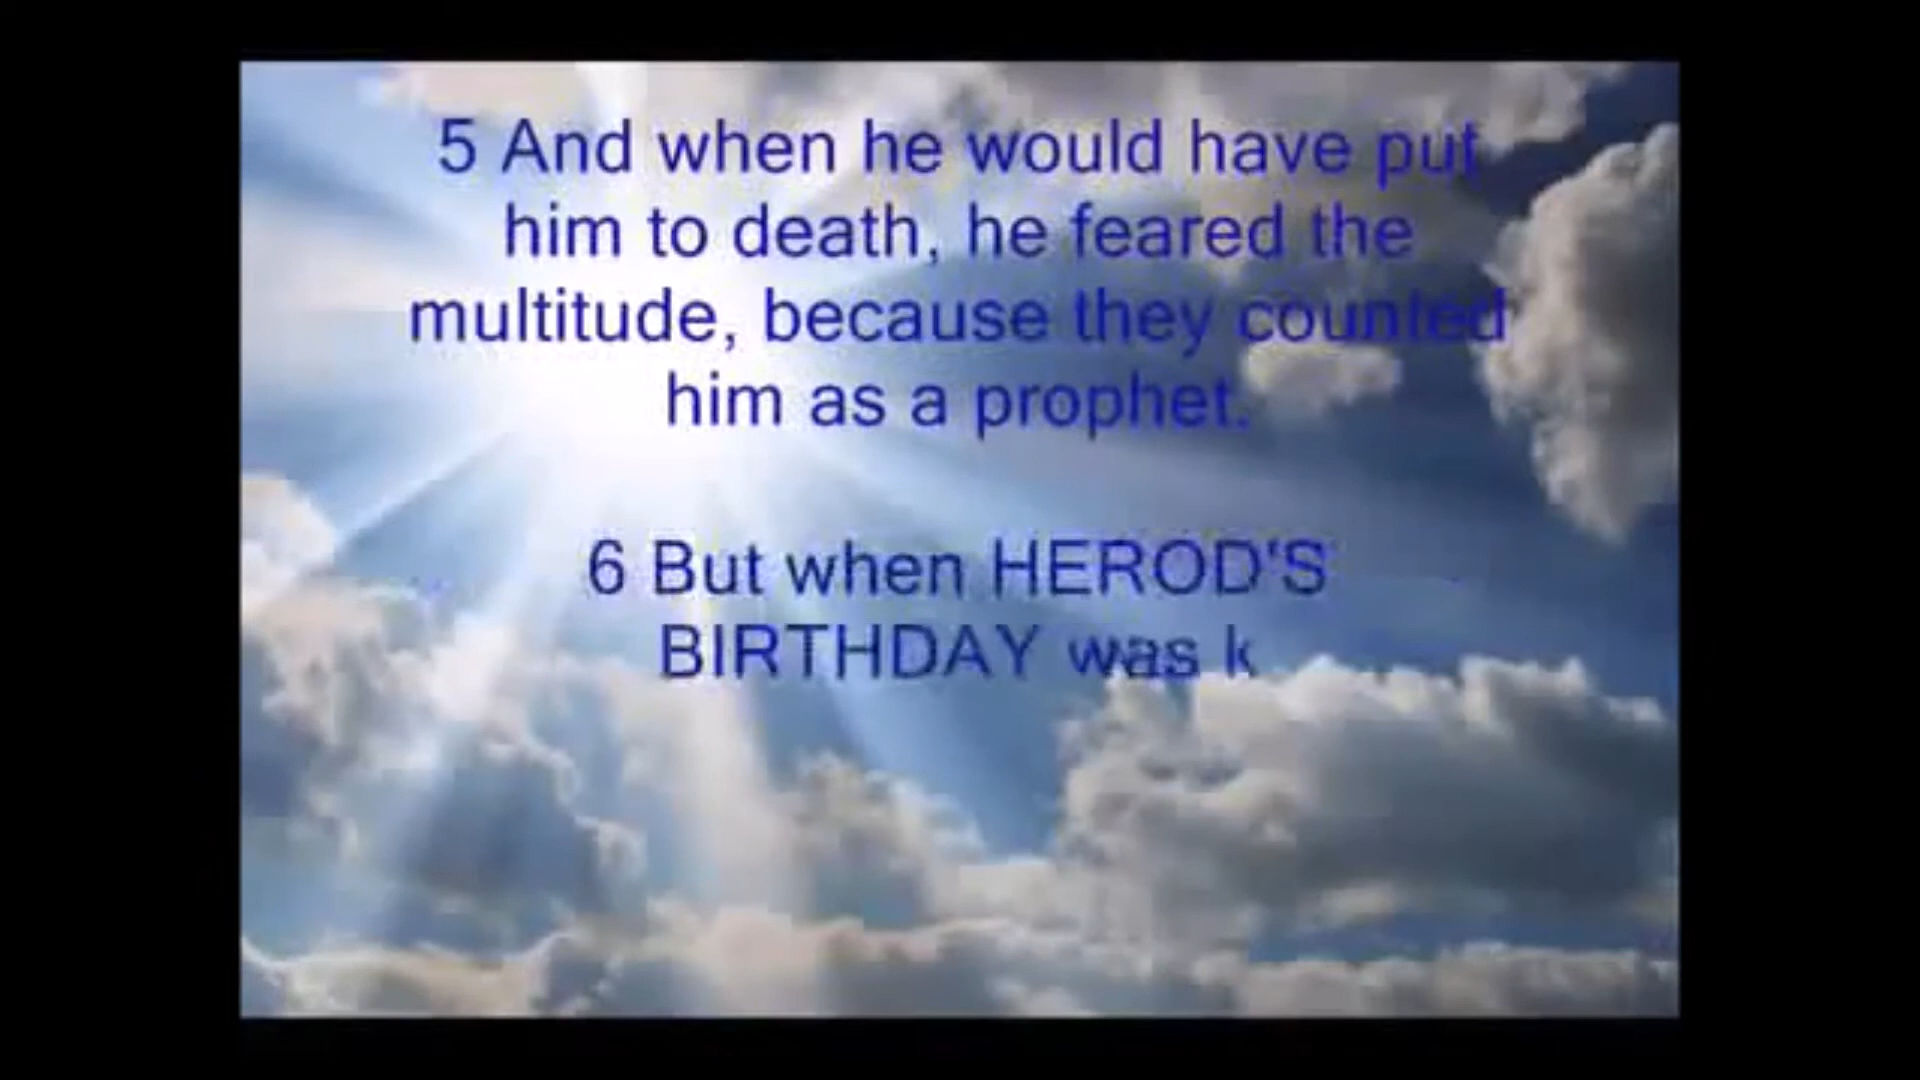 5 And when he would have put
him to death, he feared the
multitude, because they counted
him as a prophet.
6 But when HEROD'S
BIRTHDAY was k